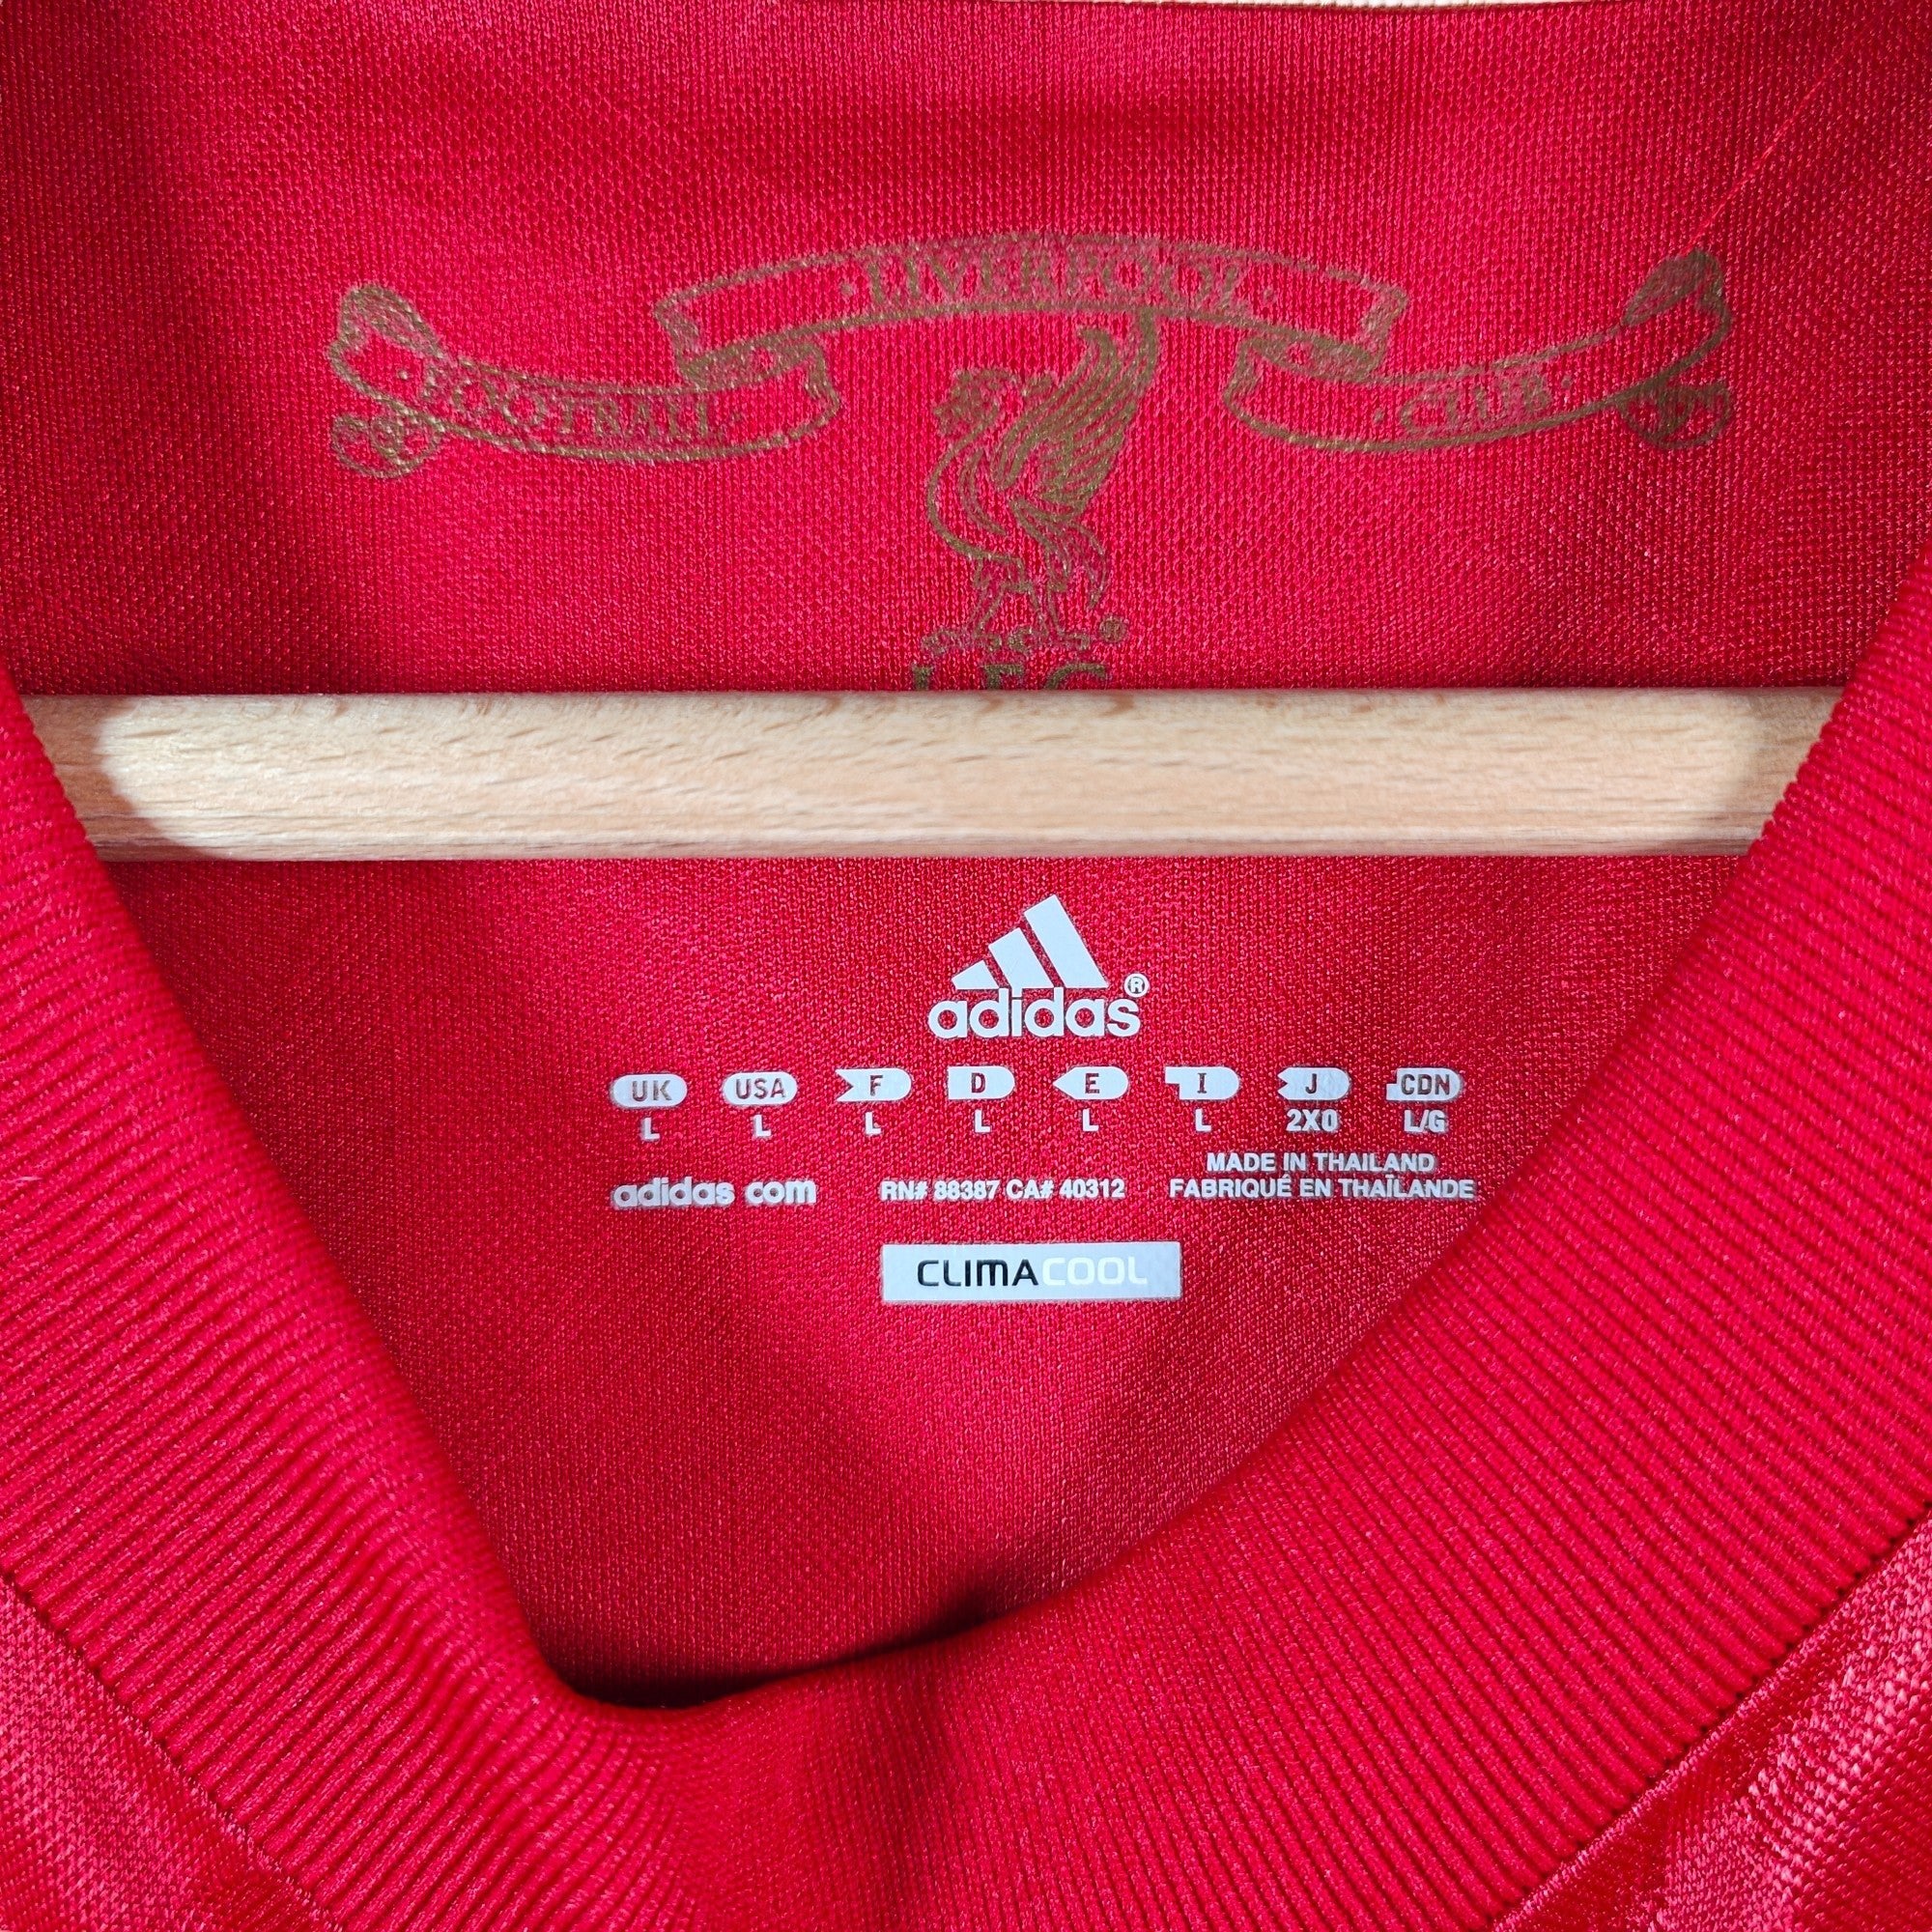 · LIVERPOOL ·
· FOOTBALL · · CLUB ·
L.F.C.
adidas®
UK USA F D E I J CDN
L L L L L L 2XO L/G
MADE IN THAILAND
adidas com RN# 88387 CA# 40312 FABRIQUÉ EN THAÏLANDE
CLIMACOOL